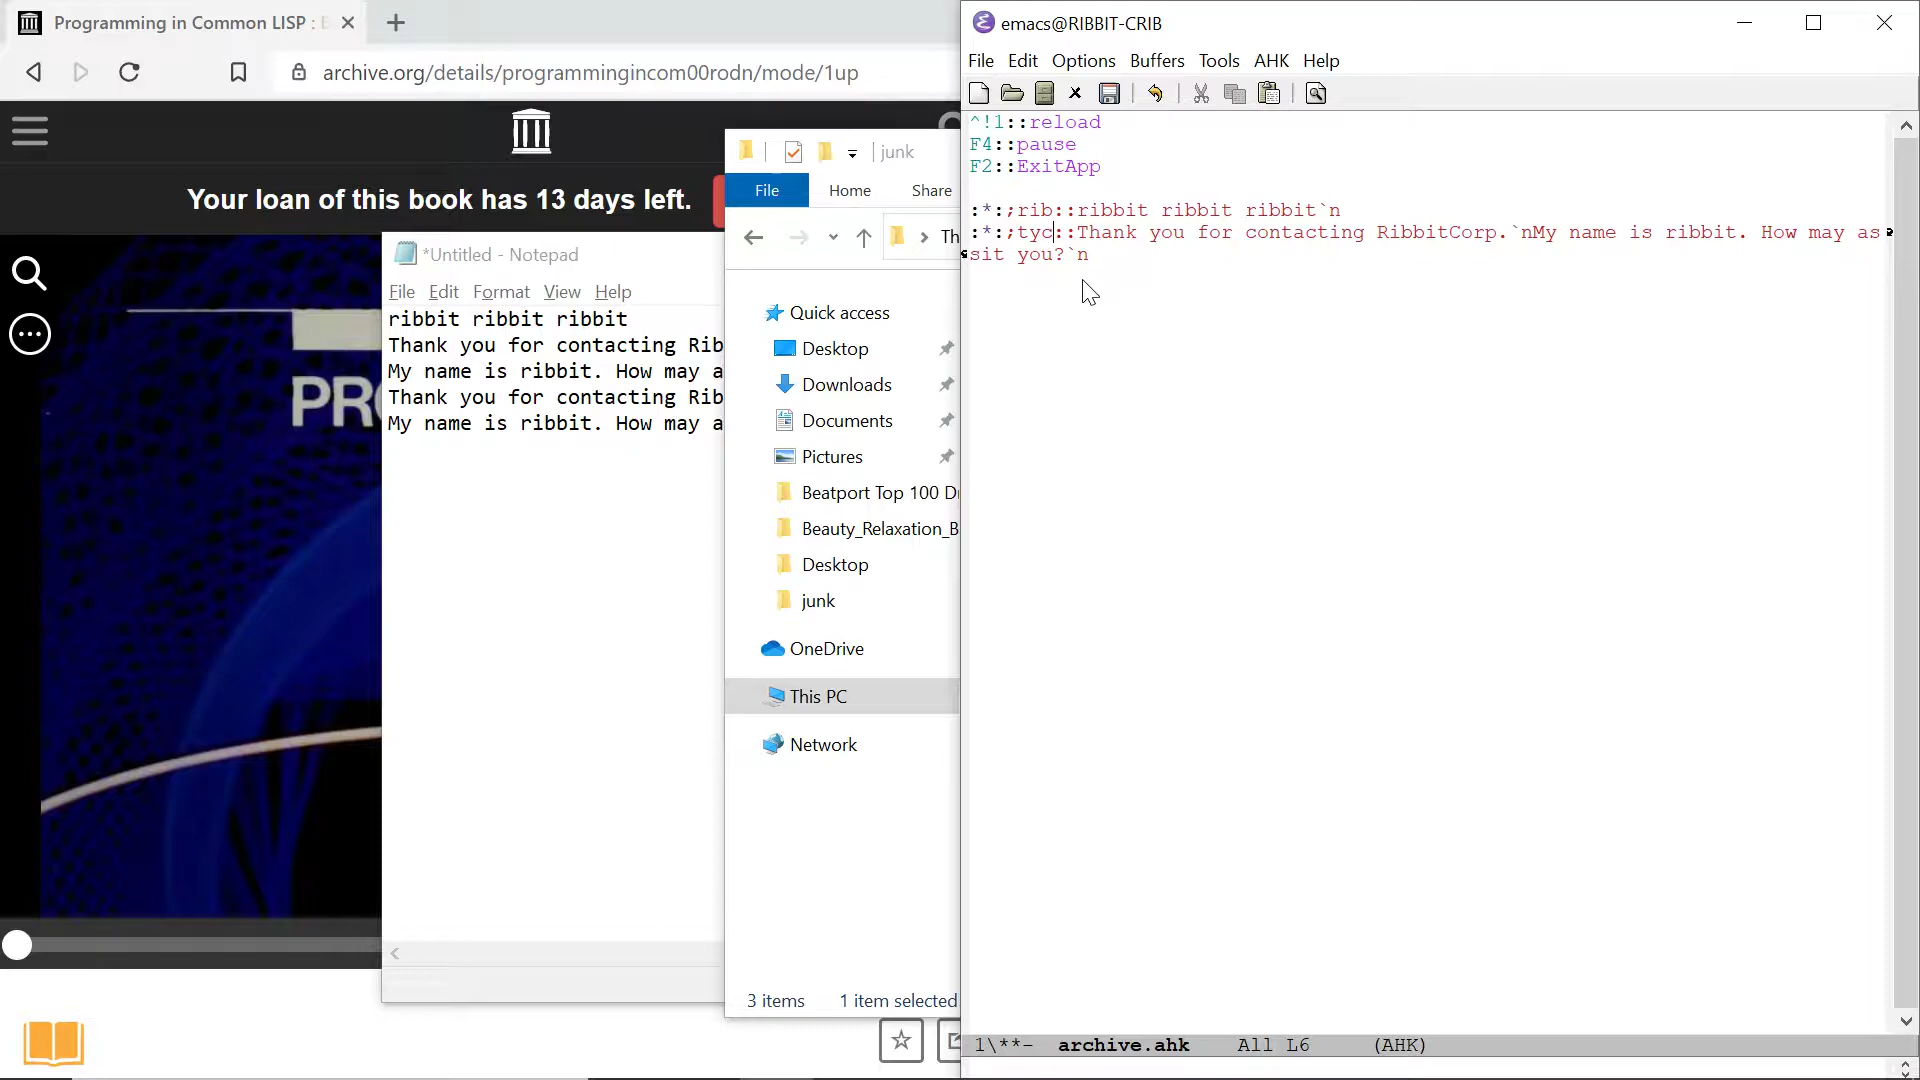 Programming in Common LISP :
archive.org/details/programmingincom00rodn/mode/1up
Your loan of this book has 13 days left.
*Untitled - Notepad
File Edit Format View Help
ribbit ribbit ribbit
Thank you for contacting Rib
My name is ribbit. How may a
Thank you for contacting Rib
My name is ribbit. How may a
junk
File Home Share
Th
Quick access
Desktop
Downloads
Documents
Pictures
Beatport Top 100 D
Beauty_Relaxation_B
Desktop
junk
OneDrive
This PC
Network
3 items 1 item selected
emacs@RIBBIT-CRIB
File Edit Options Buffers Tools AHK Help
^!1::reload
F4::pause
F2::ExitApp
:*:;rib::ribbit ribbit ribbit`n
:*:;tyc::Thank you for contacting RibbitCorp.`nMy name is ribbit. How may as
sit you?`n
1\**- archive.ahk All L6 (AHK)
PR